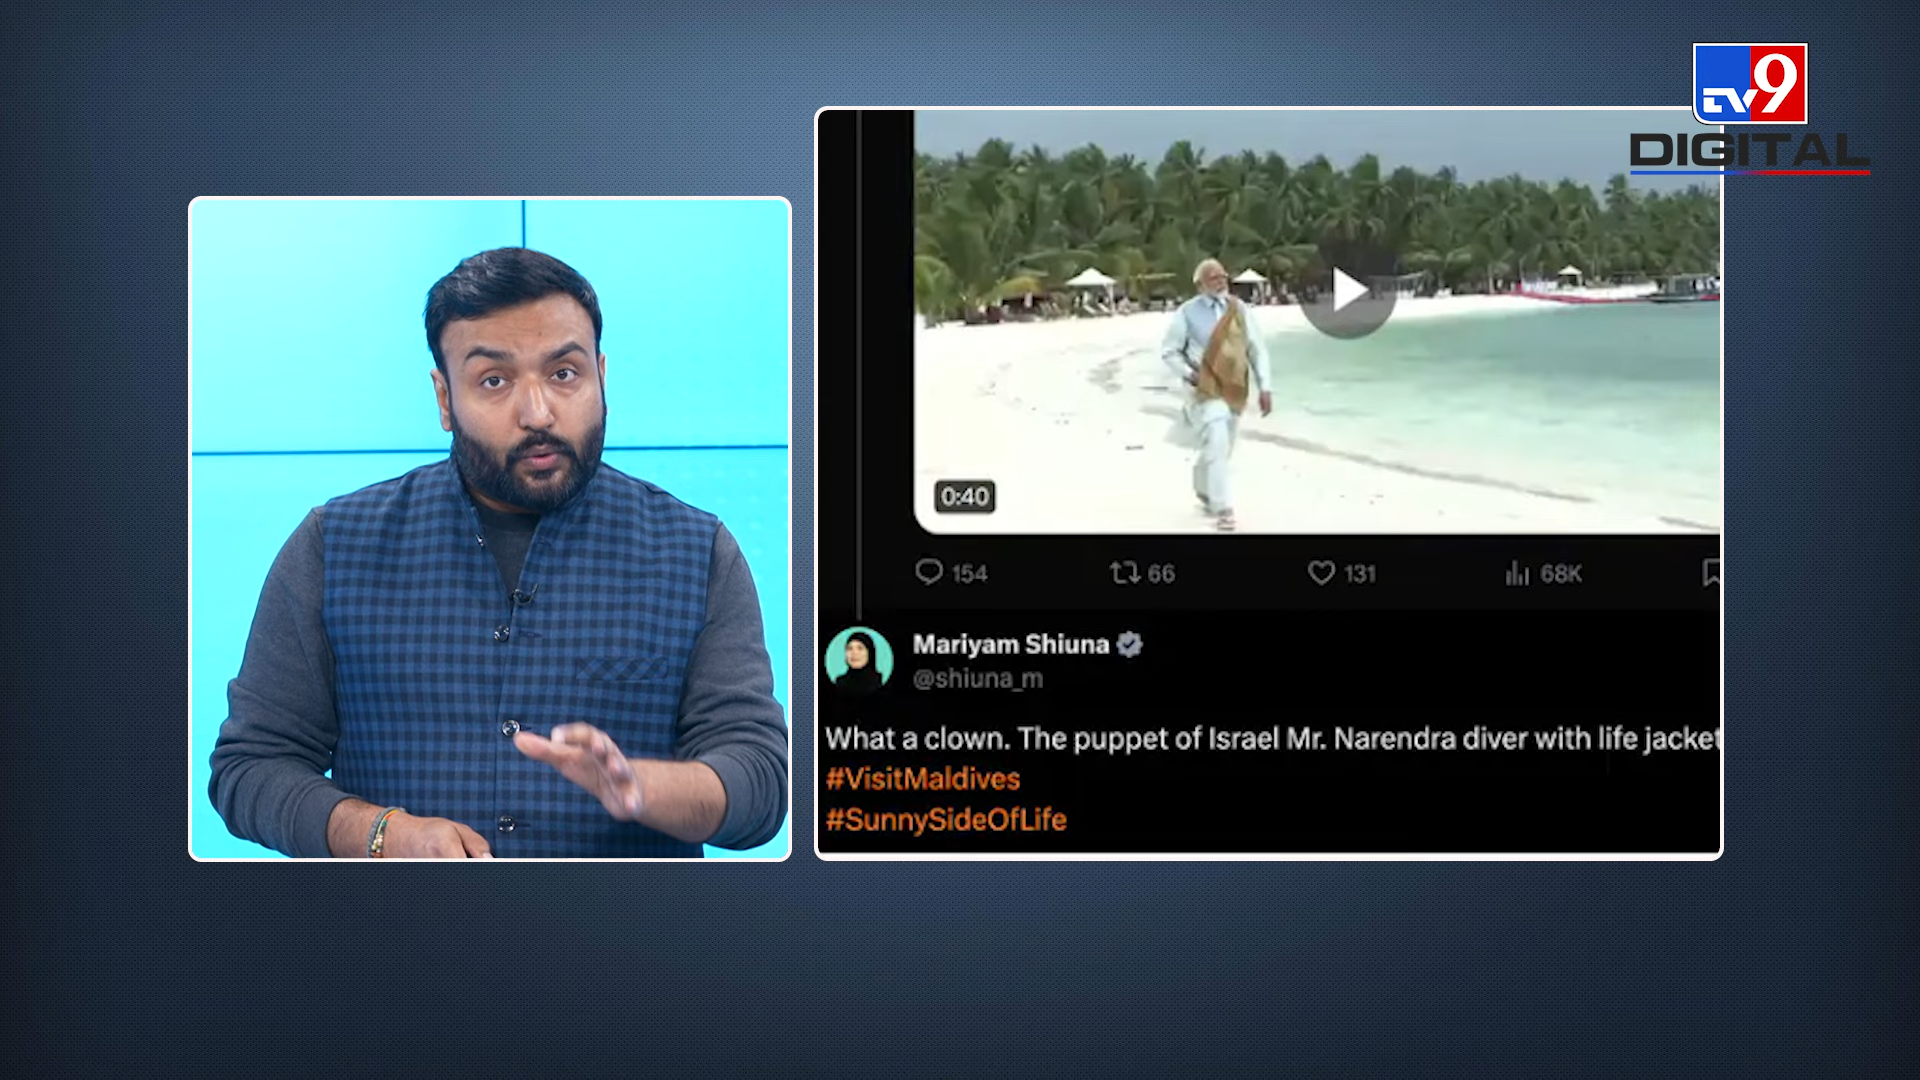 TV9
DIGITAL
0:40
154 66 131 68K
Mariyam Shiuna
@shiuna_m
What a clown. The puppet of Israel Mr. Narendra diver with life jacket
#VisitMaldives
#SunnySideOfLife